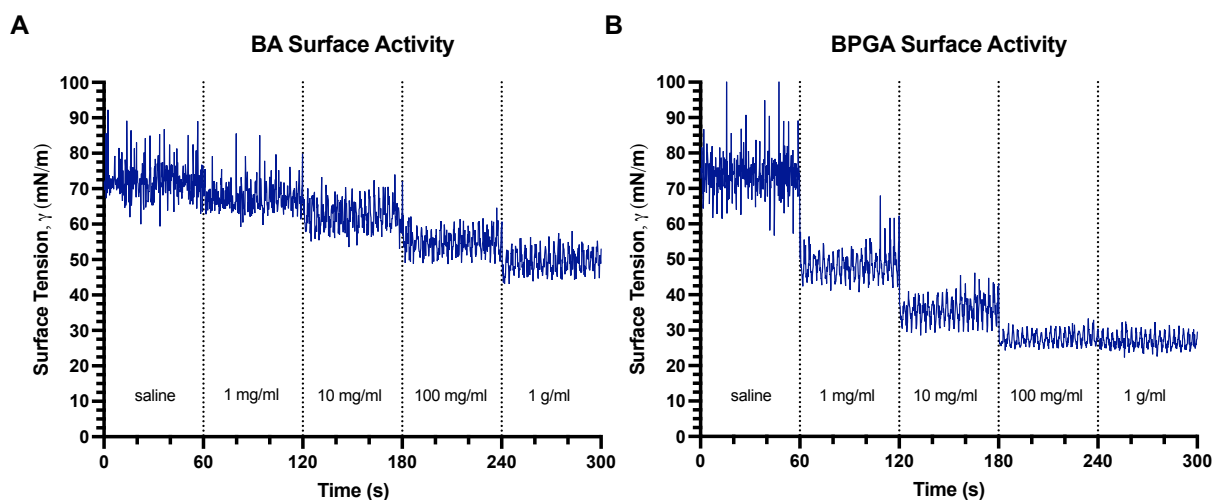 A
BA Surface Activity
Surface Tension, γ (mN/m)
100
90
80
70
60
50
40
30
20
10
0
saline
1 mg/ml
10 mg/ml
100 mg/ml
1 g/ml
0
60
120
180
240
300
Time (s)
B
BPGA Surface Activity
Surface Tension, γ (mN/m)
100
90
80
70
60
50
40
30
20
10
0
saline
1 mg/ml
10 mg/ml
100 mg/ml
1 g/ml
0
60
120
180
240
300
Time (s)